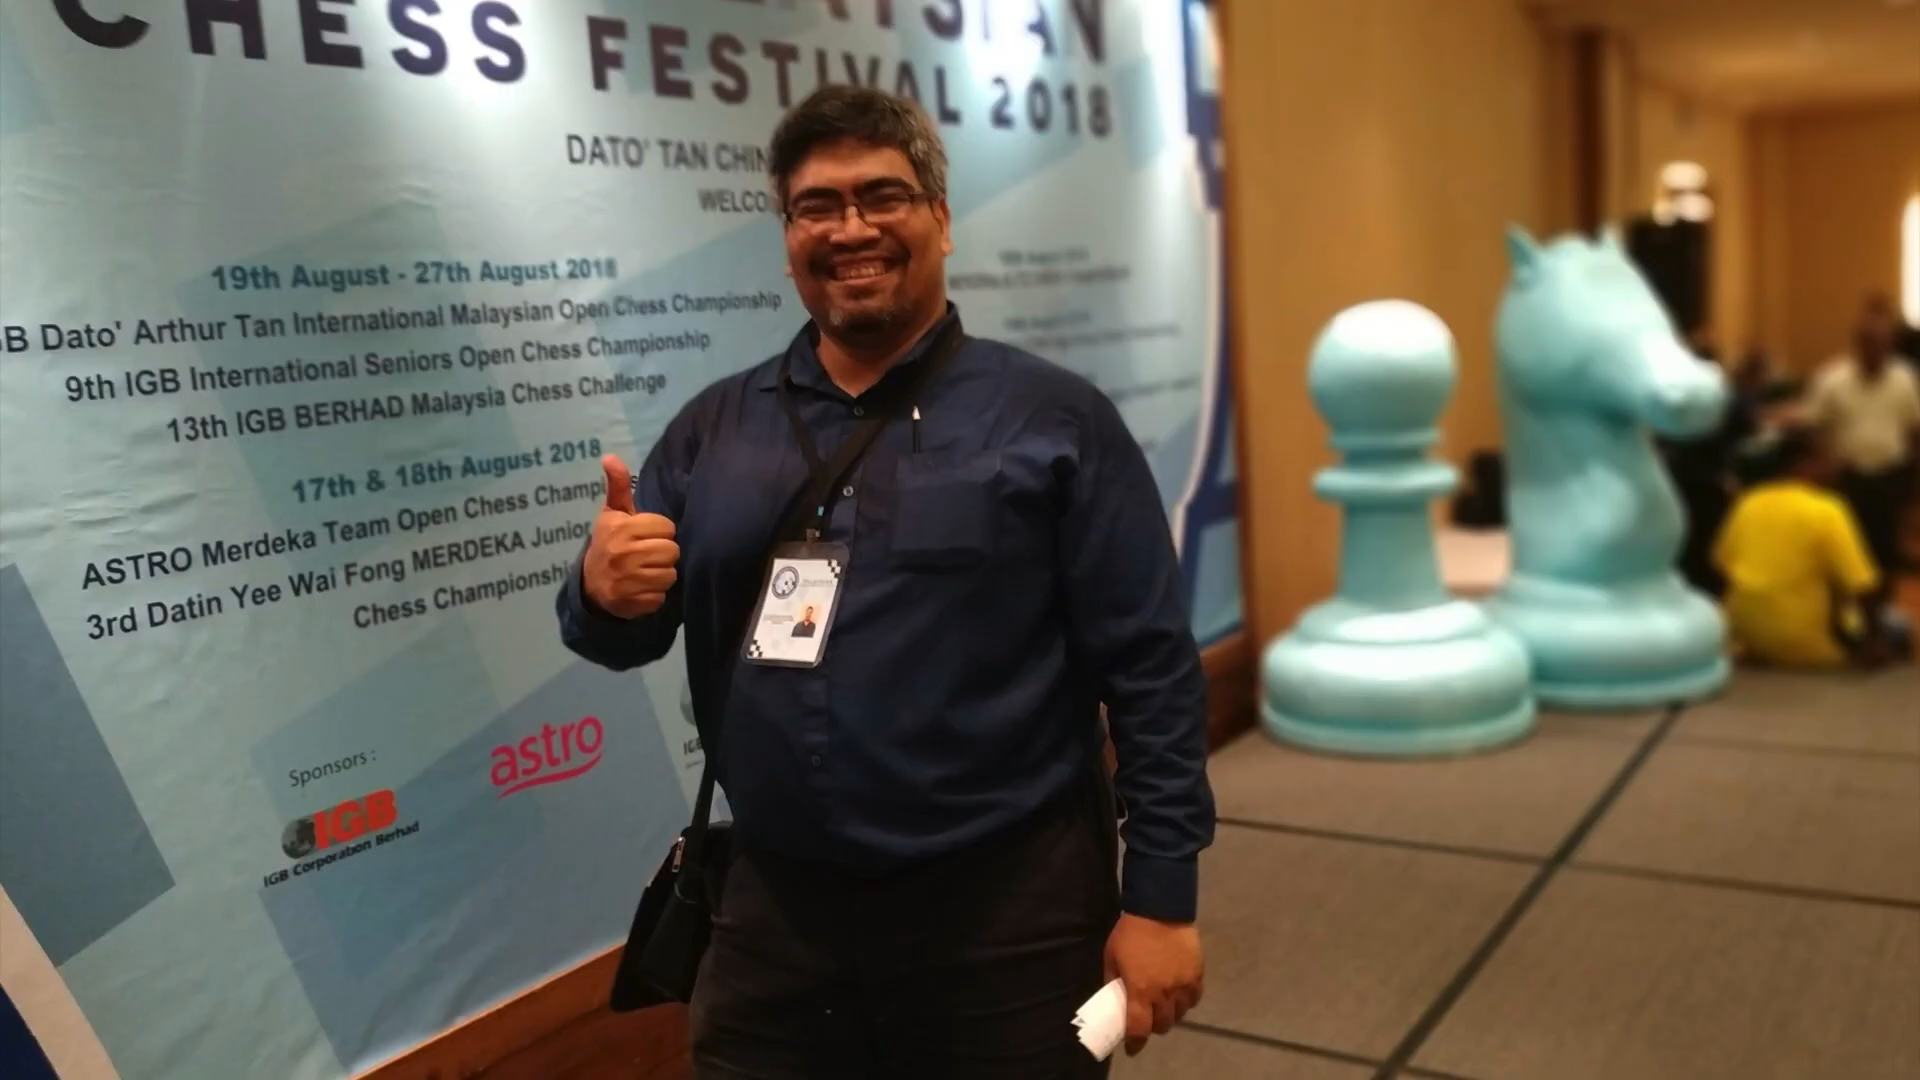 CHESS FESTIVAL 2018
DATO' TAN CHIN
WELCO
19th August - 27th August 2018
Dato' Arthur Tan International Malaysian Open Chess Championship
9th IGB International Seniors Open Chess Championship
13th IGB BERHAD Malaysia Chess Challenge
17th & 18th August 2018
ASTRO Merdeka Team Open Chess Champi
3rd Datin Yee Wai Fong MERDEKA Junior
Chess Championshi
Sponsors :
astro
IGB
IGB Corporation Berhad